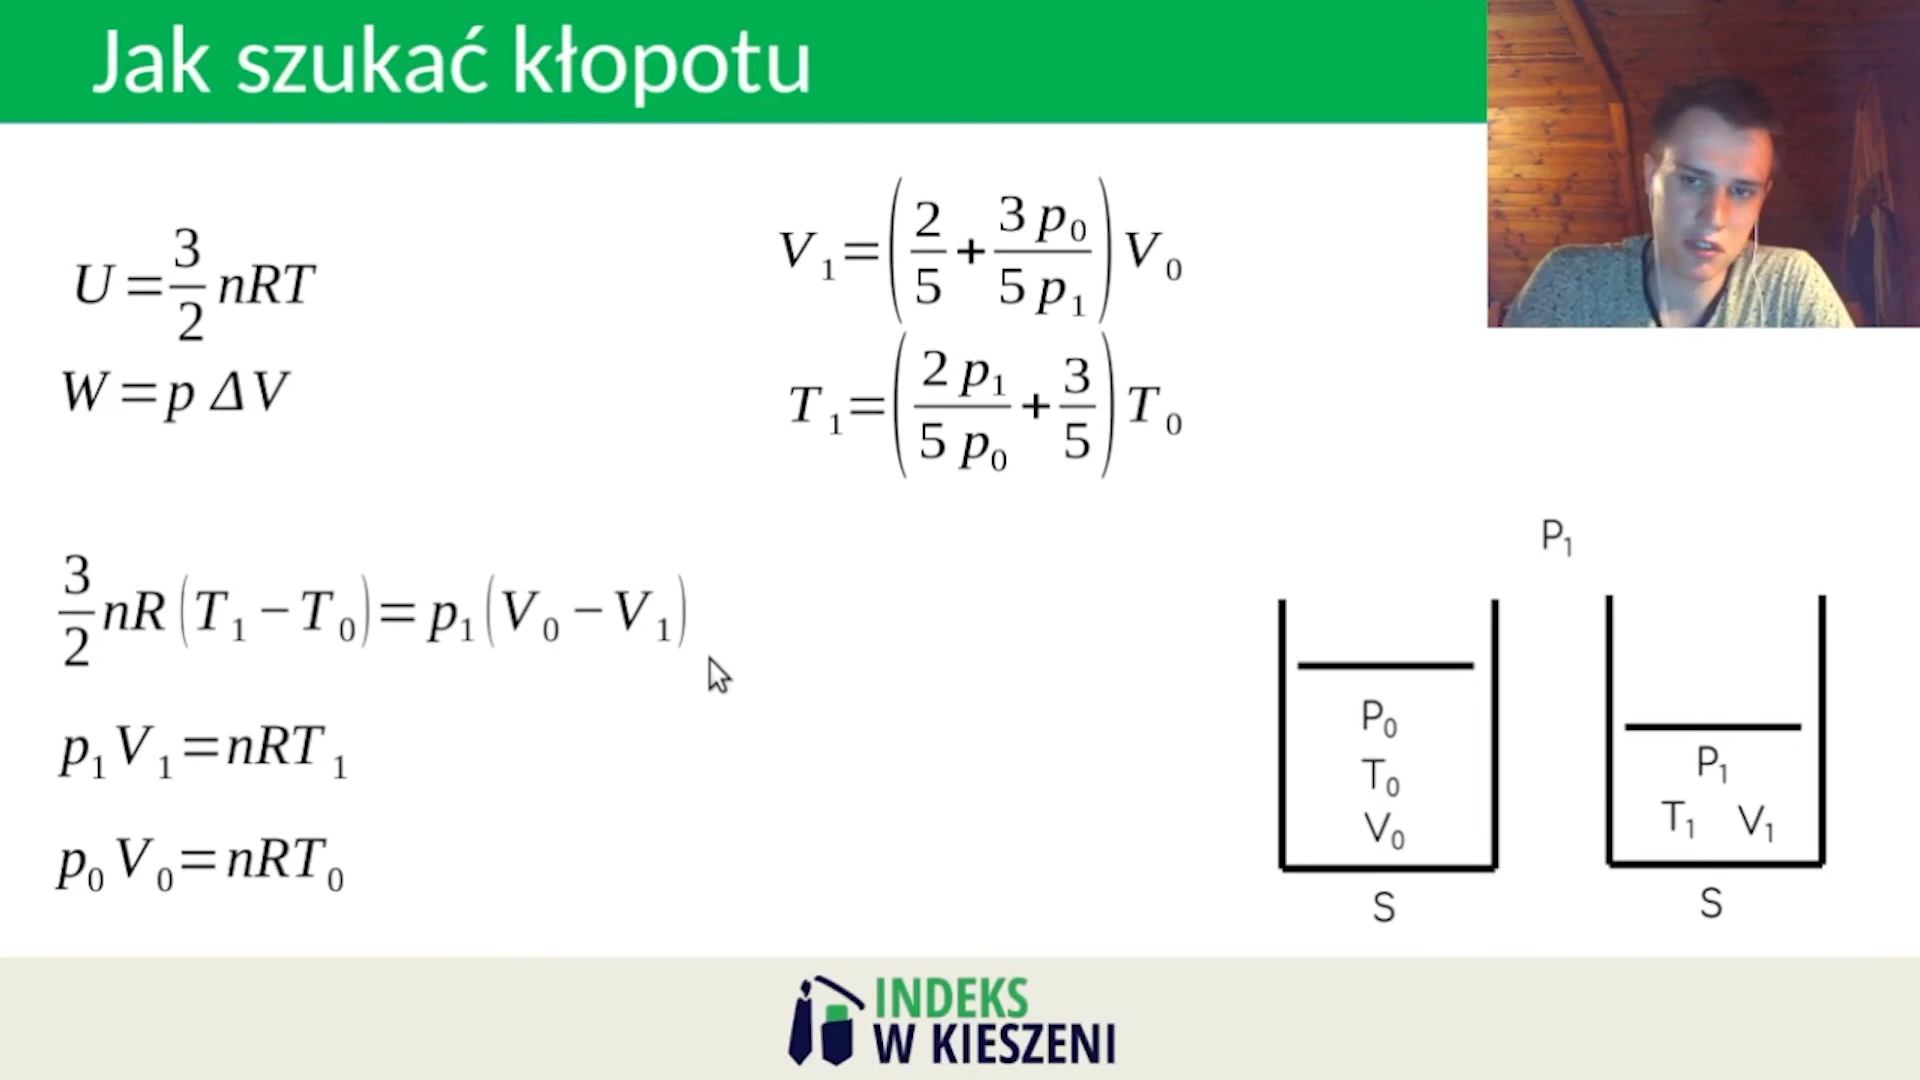 Jak szukać kłopotu
U = 3/2 nRT
W = p ΔV
V₁ = (2/5 + 3p₀/5p₁) V₀
T₁ = (2p₁/5p₀ + 3/5) T₀
3/2 nR (T₁ − T₀) = p₁ (V₀ − V₁)
p₁V₁ = nRT₁
p₀V₀ = nRT₀
P₁
P₀
T₀
V₀
S
P₁
T₁ V₁
S
INDEKS
W KIESZENI